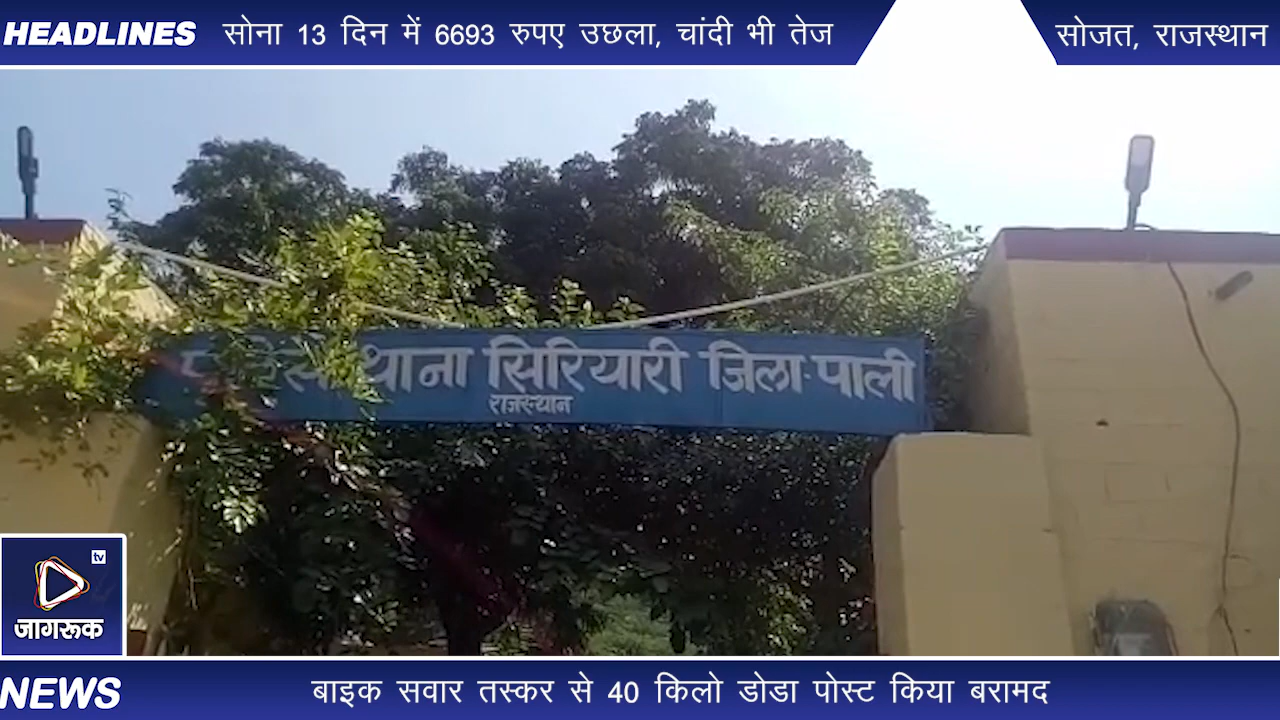 HEADLINES सोना 13 दिन में 6693 रुपए उछला, चांदी भी तेज
सोजत, राजस्थान
थाना सिरियारी जिला-पाली
राजस्थान
tv
जागरूक
NEWS बाइक सवार तस्कर से 40 किलो डोडा पोस्ट किया बरामद